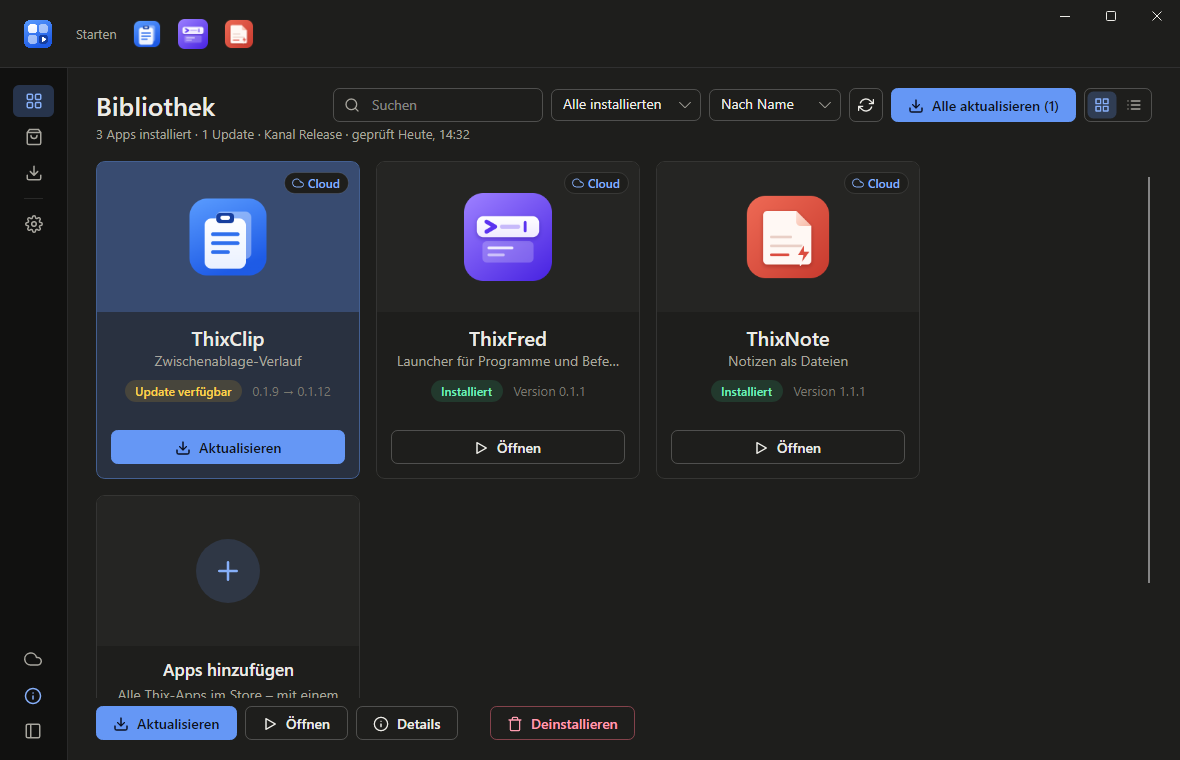 Starten
Bibliothek
Suchen
Alle installierten
Nach Name
Alle aktualisieren (1)
3 Apps installiert · 1 Update · Kanal Release · geprüft Heute, 14:32
Cloud
Cloud
Cloud
ThixClip
Zwischenablage-Verlauf
Update verfügbar 0.1.9 → 0.1.12
Aktualisieren
ThixFred
Launcher für Programme und Befe...
Installiert Version 0.1.1
Öffnen
ThixNote
Notizen als Dateien
Installiert Version 1.1.1
Öffnen
Apps hinzufügen
Alle Thix-Apps im Store – mit einem
Aktualisieren
Öffnen
Details
Deinstallieren